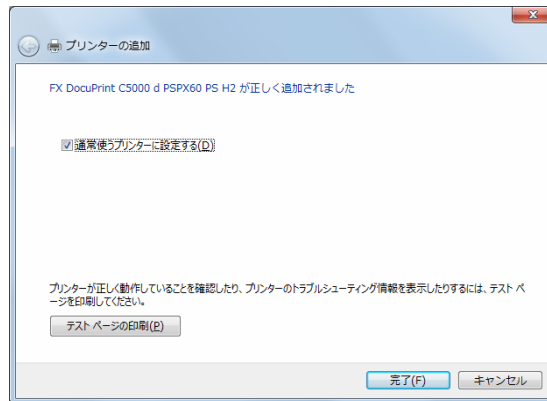 プリンターの追加
FX DocuPrint C5000 d PSPX60 PS H2 が正しく追加されました
通常使うプリンターに設定する(D)
プリンターが正しく動作していることを確認したり、プリンターのトラブルシューティング情報を表示したりするには、テスト ペ
ージを印刷してください。
テスト ページの印刷(P)
完了(F)
キャンセル